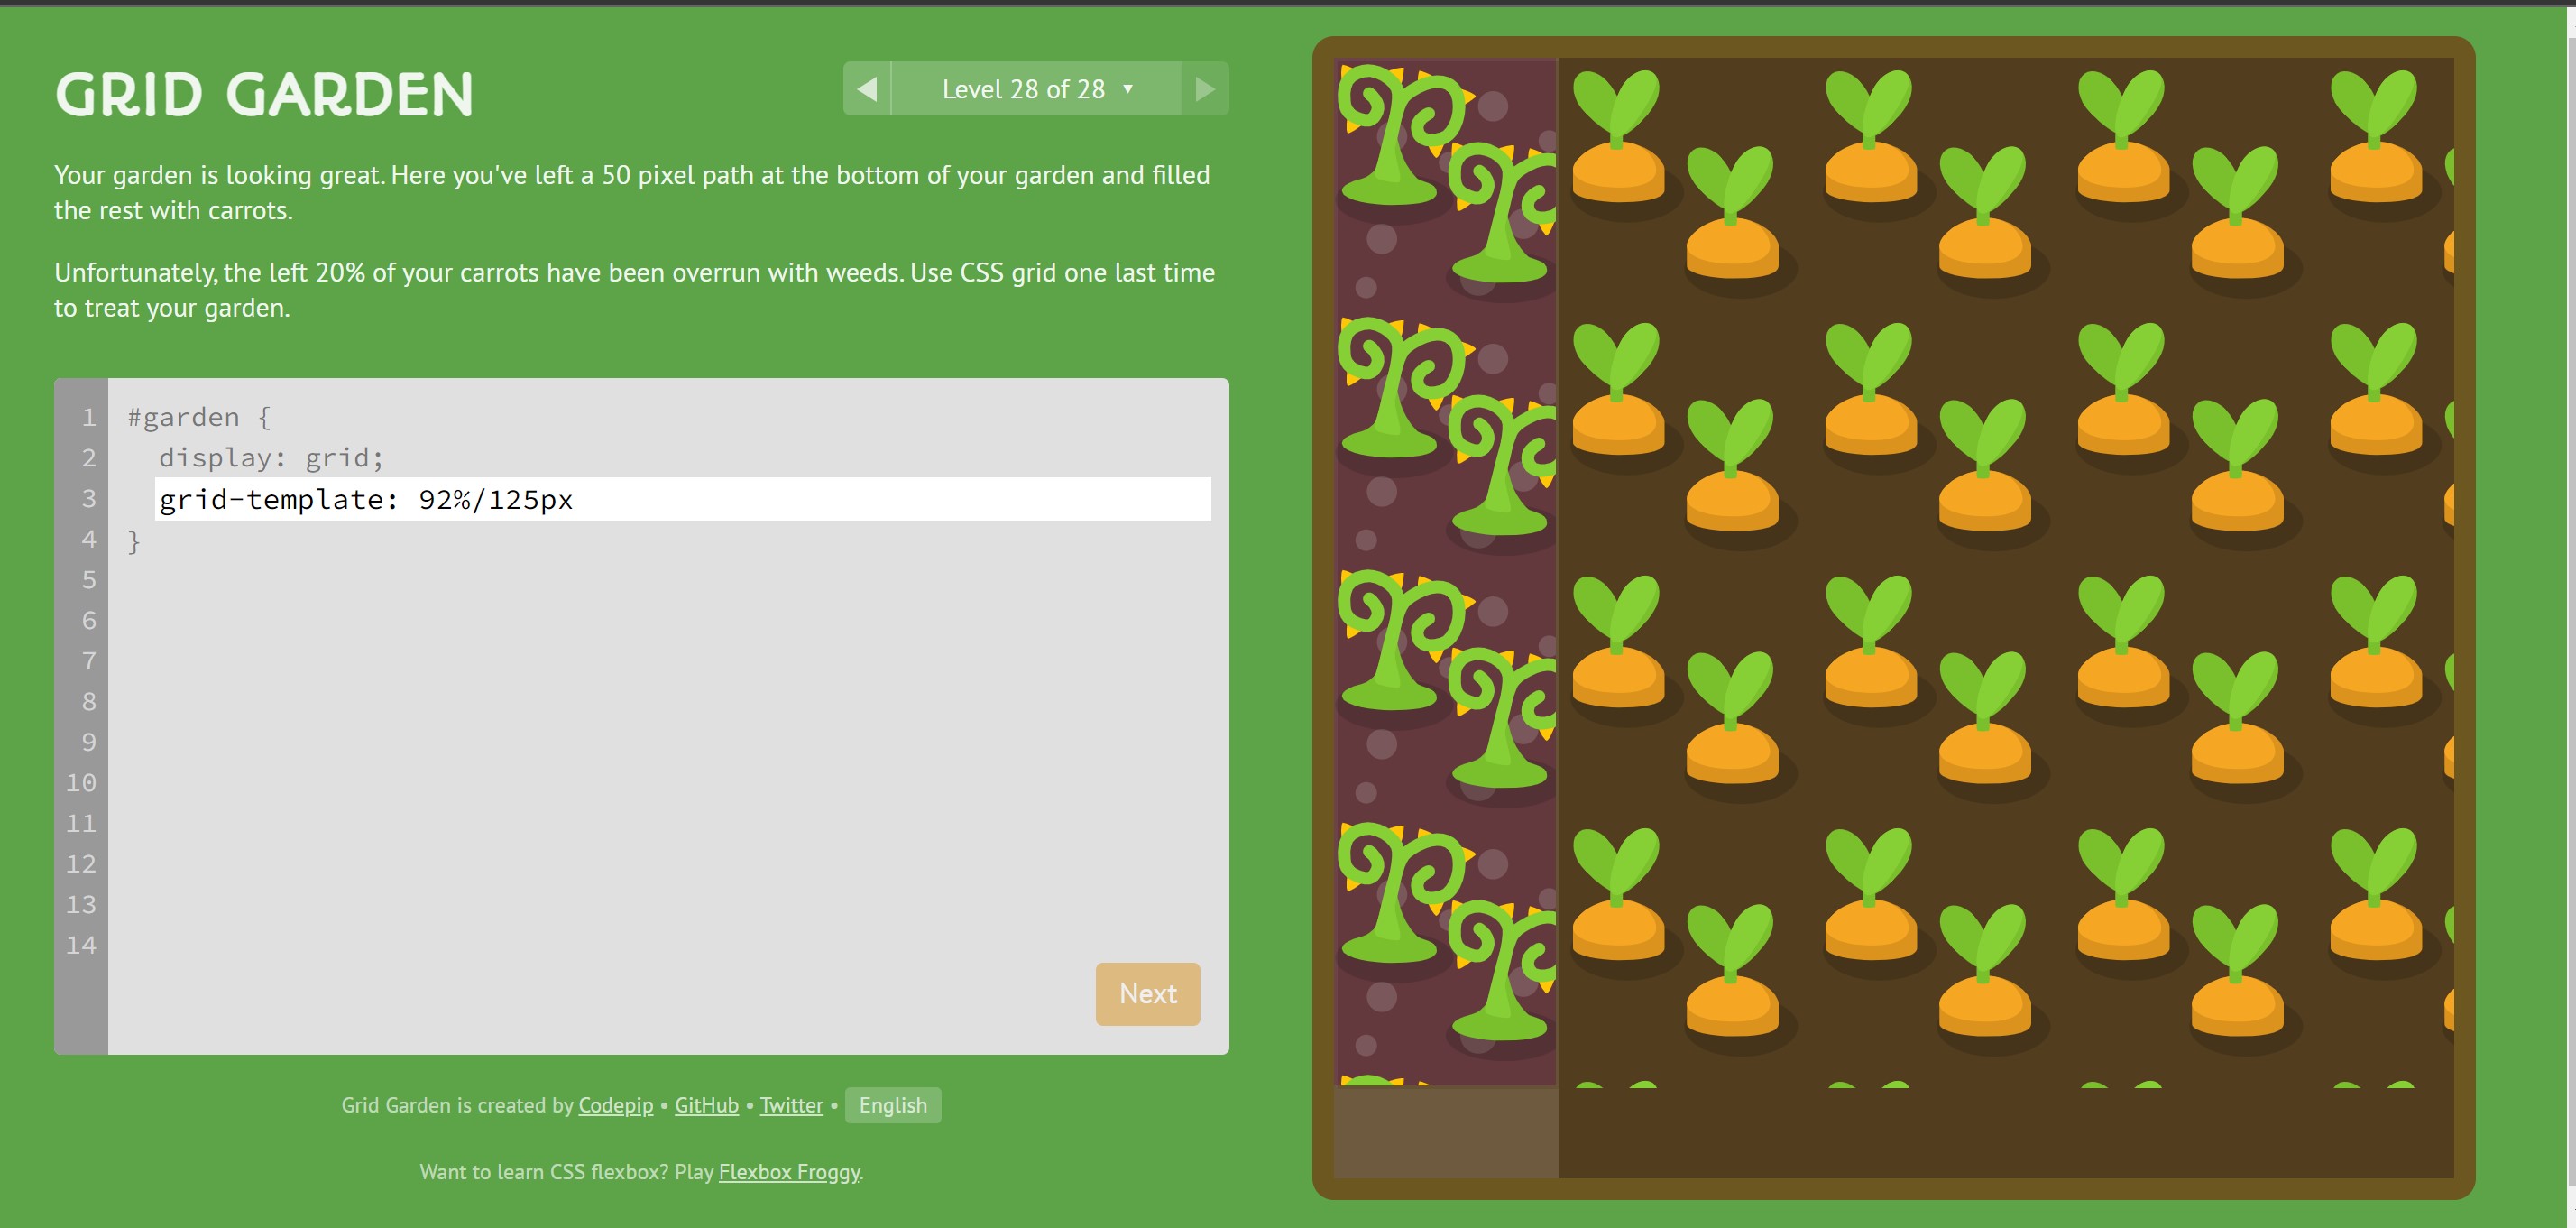 GRID GARDEN
Level 28 of 28
Your garden is looking great. Here you've left a 50 pixel path at the bottom of your garden and filled
the rest with carrots.
Unfortunately, the left 20% of your carrots have been overrun with weeds. Use CSS grid one last time
to treat your garden.
1 #garden {
2 display: grid;
3 grid-template: 92%/125px
4 }
5
6
7
8
9
10
11
12
13
14
Next
Grid Garden is created by Codepip • GitHub • Twitter • English
Want to learn CSS flexbox? Play Flexbox Froggy.